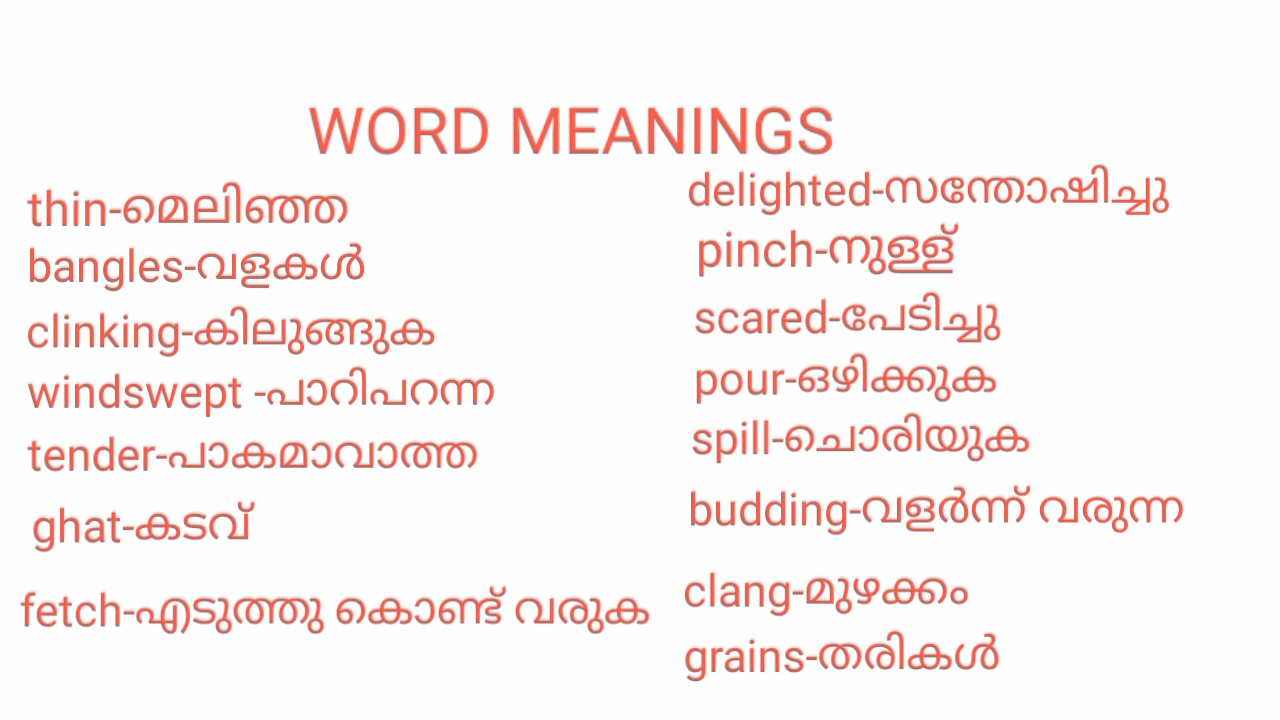 WORD MEANINGS
thin-മെലിഞ്ഞ
bangles-വളകൾ
clinking-കിലുങ്ങുക
windswept -പാറിപറന്ന
tender-പാകമാവാത്ത
ghat-കടവ്
fetch-എടുത്തു കൊണ്ട് വരുക
delighted-സന്തോഷിച്ചു
pinch-നുള്ള്
scared-പേടിച്ചു
pour-ഒഴിക്കുക
spill-ചൊരിയുക
budding-വളർന്ന് വരുന്ന
clang-മുഴക്കം
grains-തരികൾ